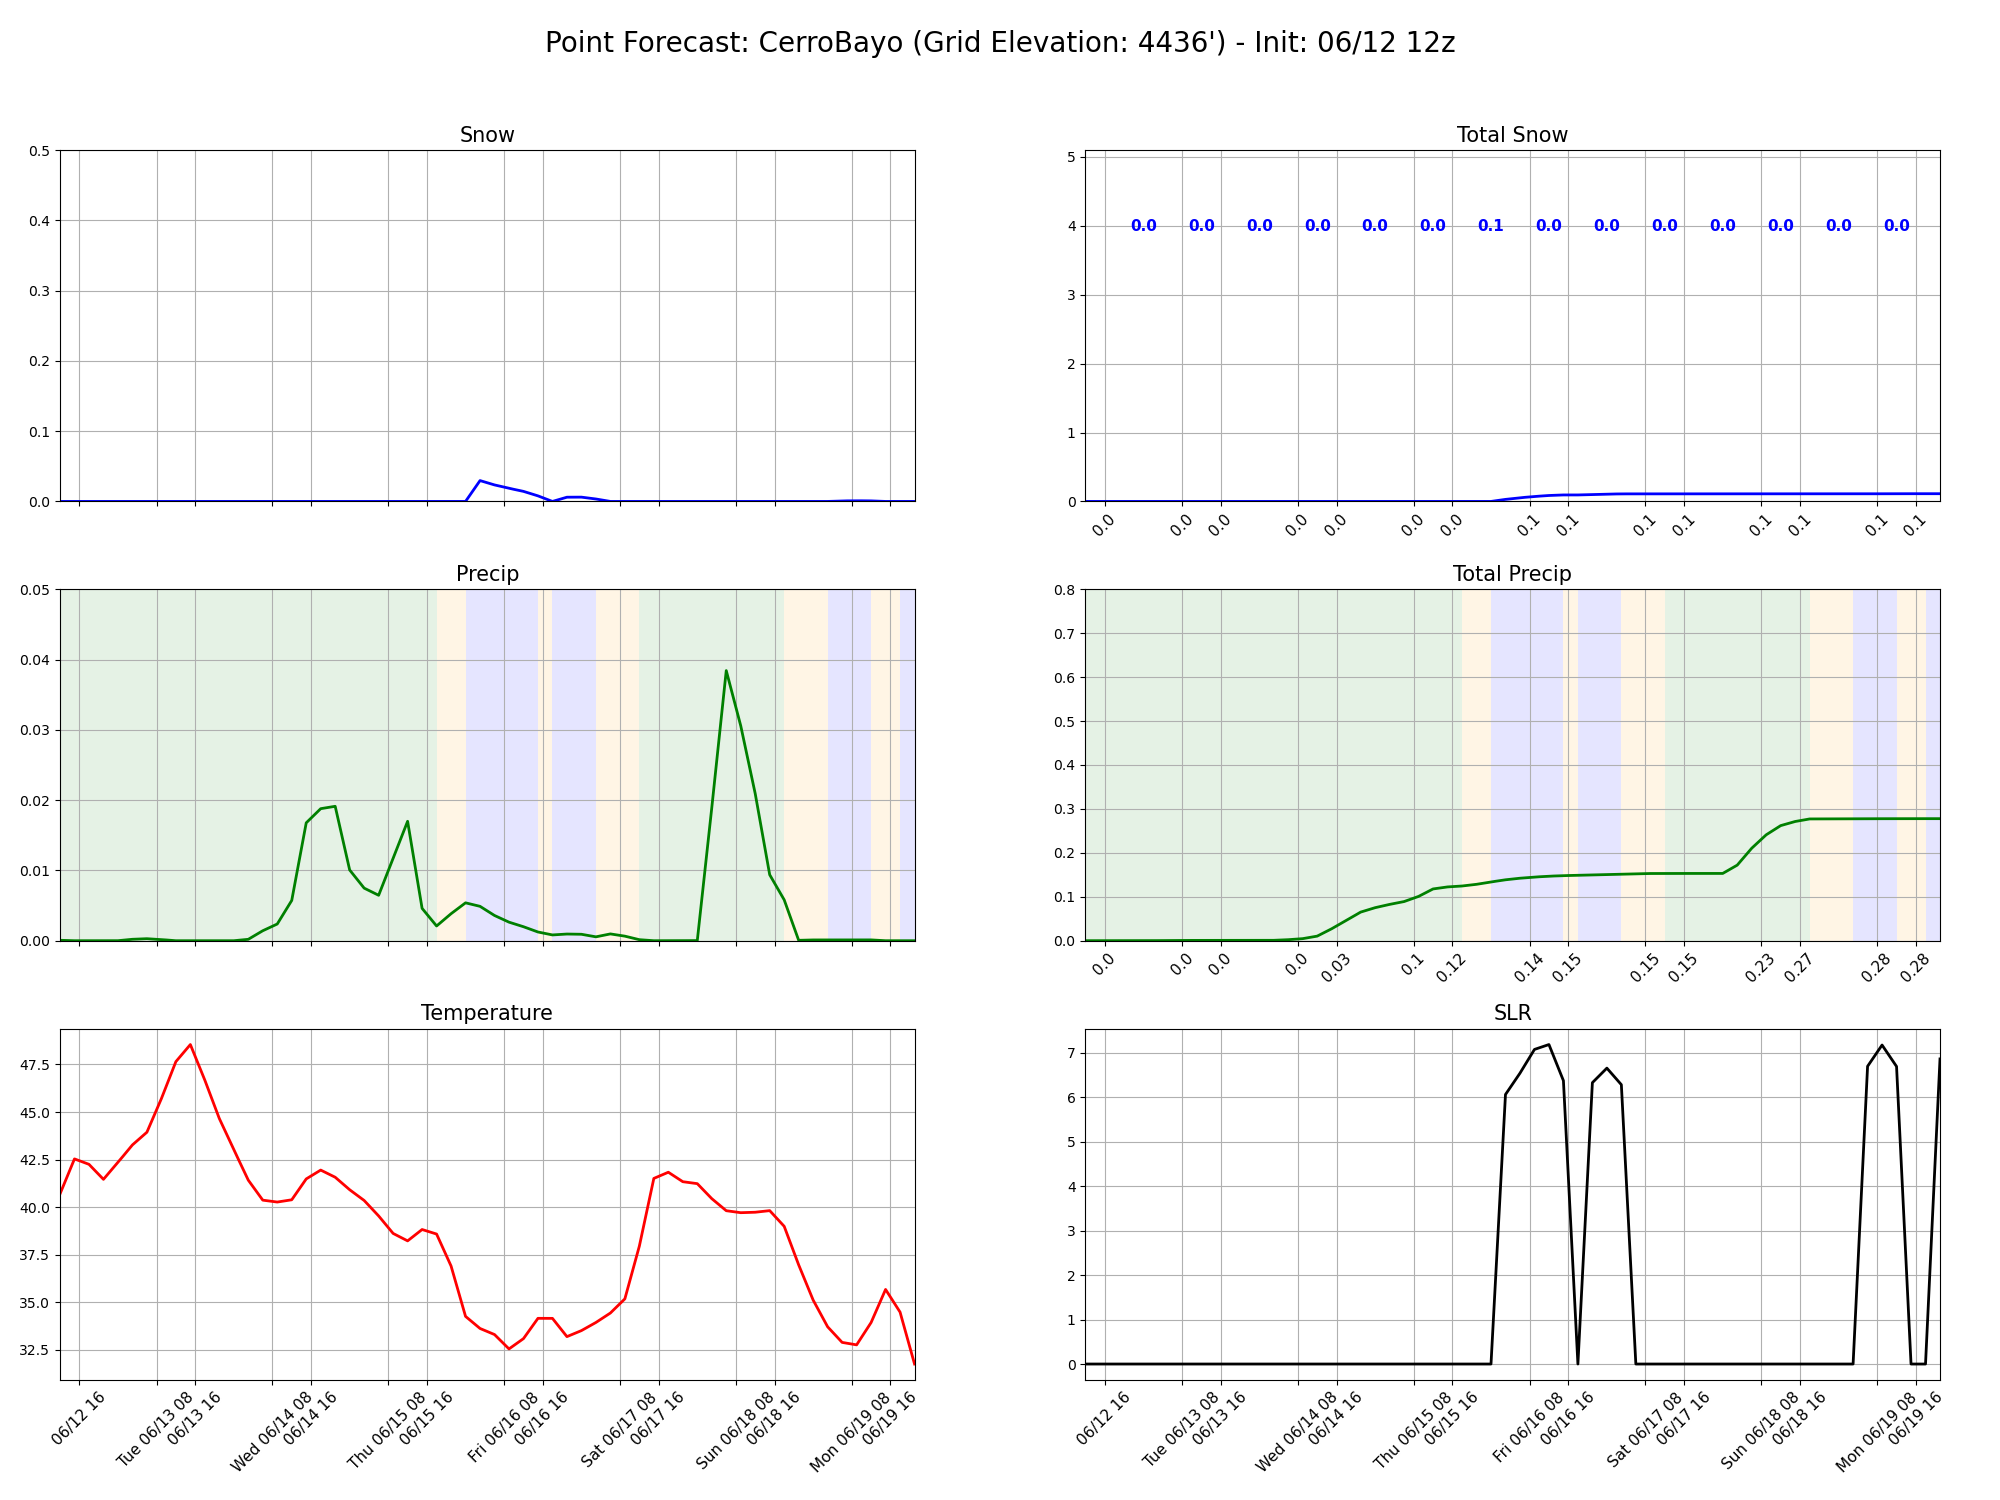 Point Forecast: CerroBayo (Grid Elevation: 4436') - Init: 06/12 12z
Snow
0.5
0.4
0.3
0.2
0.1
0.0
Total Snow
5
4
3
2
1
0
0.0 0.0 0.0 0.0 0.0 0.0 0.1 0.0 0.0 0.0 0.0 0.0 0.0 0.0
0.0 0.0 0.0 0.0 0.0 0.0 0.0 0.1 0.1 0.1 0.1 0.1 0.1 0.1 0.1
Precip
0.05
0.04
0.03
0.02
0.01
0.00
Total Precip
0.8
0.7
0.6
0.5
0.4
0.3
0.2
0.1
0.0
0.0 0.0 0.0 0.0 0.03 0.1 0.12 0.14 0.15 0.15 0.15 0.23 0.27 0.28 0.28
Temperature
47.5
45.0
42.5
40.0
37.5
35.0
32.5
06/12 16
Tue 06/13 08
06/13 16
Wed 06/14 08
06/14 16
Thu 06/15 08
06/15 16
Fri 06/16 08
06/16 16
Sat 06/17 08
06/17 16
Sun 06/18 08
06/18 16
Mon 06/19 08
06/19 16
SLR
7
6
5
4
3
2
1
0
06/12 16
Tue 06/13 08
06/13 16
Wed 06/14 08
06/14 16
Thu 06/15 08
06/15 16
Fri 06/16 08
06/16 16
Sat 06/17 08
06/17 16
Sun 06/18 08
06/18 16
Mon 06/19 08
06/19 16